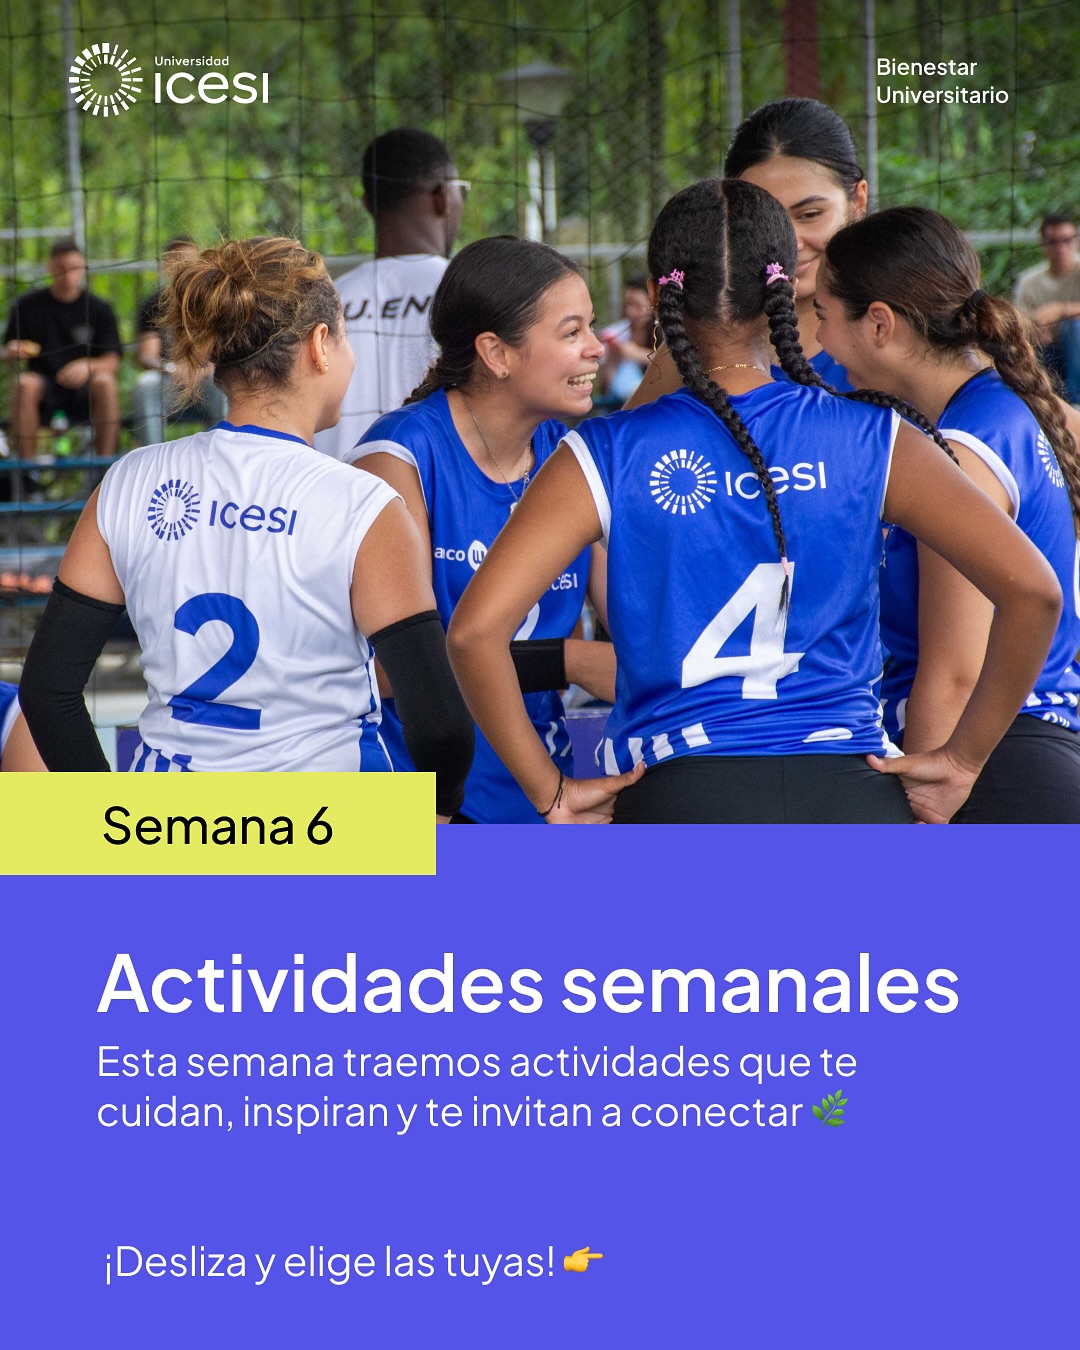 Universidad
icesi
Bienestar
Universitario
U. EN
icesi
icesi
2
4
Semana 6
Actividades semanales
Esta semana traemos actividades que te
cuidan, inspiran y te invitan a conectar 🌿
¡Desliza y elige las tuyas! 👉